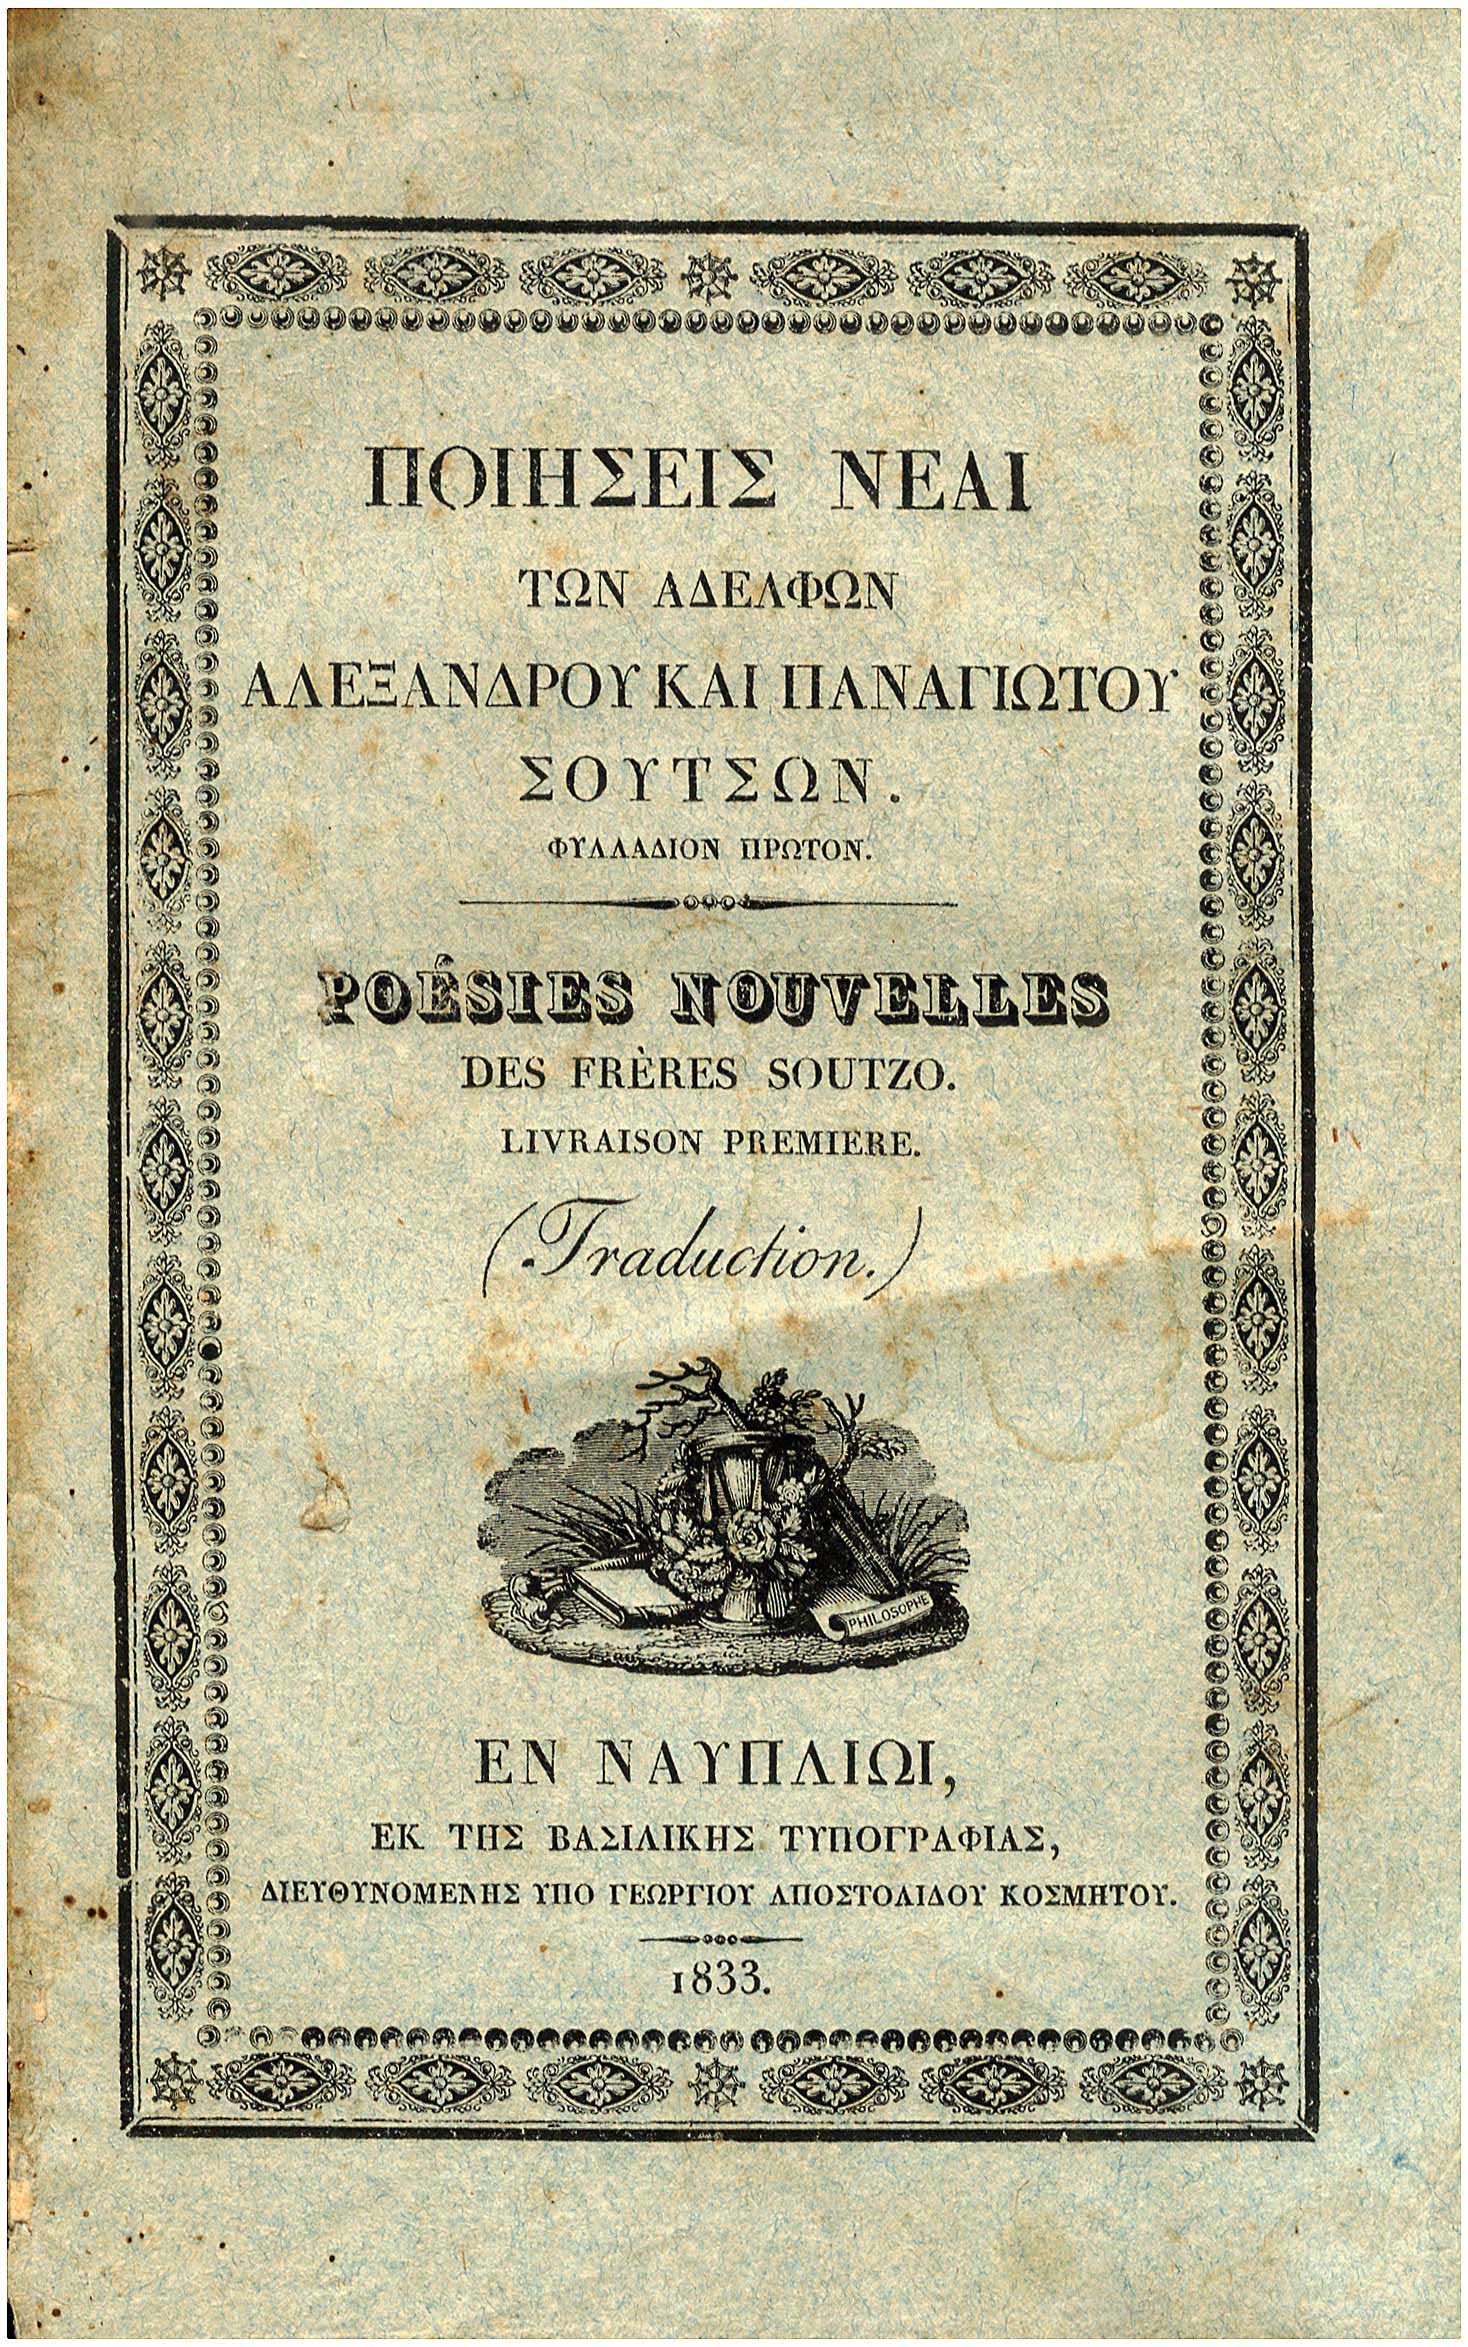 ΠΟΙΗΣΕΙΣ ΝΕΑΙ
ΤΩΝ ΑΔΕΛΦΩΝ
ΑΛΕΞΑΝΔΡΟΥ ΚΑΙ ΠΑΝΑΓΙΩΤΟΥ
ΣΟΥΤΣΩΝ.
ΦΥΛΛΑΔΙΟΝ ΠΡΩΤΟΝ.
POÉSIES NOUVELLES
DES FRÈRES SOUTZO.
LIVRAISON PREMIERE.
(Traduction.)
PHILOSOPHE
ΕΝ ΝΑΥΠΛΙΩΙ,
ΕΚ ΤΗΣ ΒΑΣΙΛΙΚΗΣ ΤΥΠΟΓΡΑΦΙΑΣ,
ΔΙΕΥΘΥΝΟΜΕΝΗΣ ΥΠΟ ΓΕΩΡΓΙΟΥ ΑΠΟΣΤΟΛΙΔΟΥ ΚΟΣΜΗΤΟΥ.
1833.